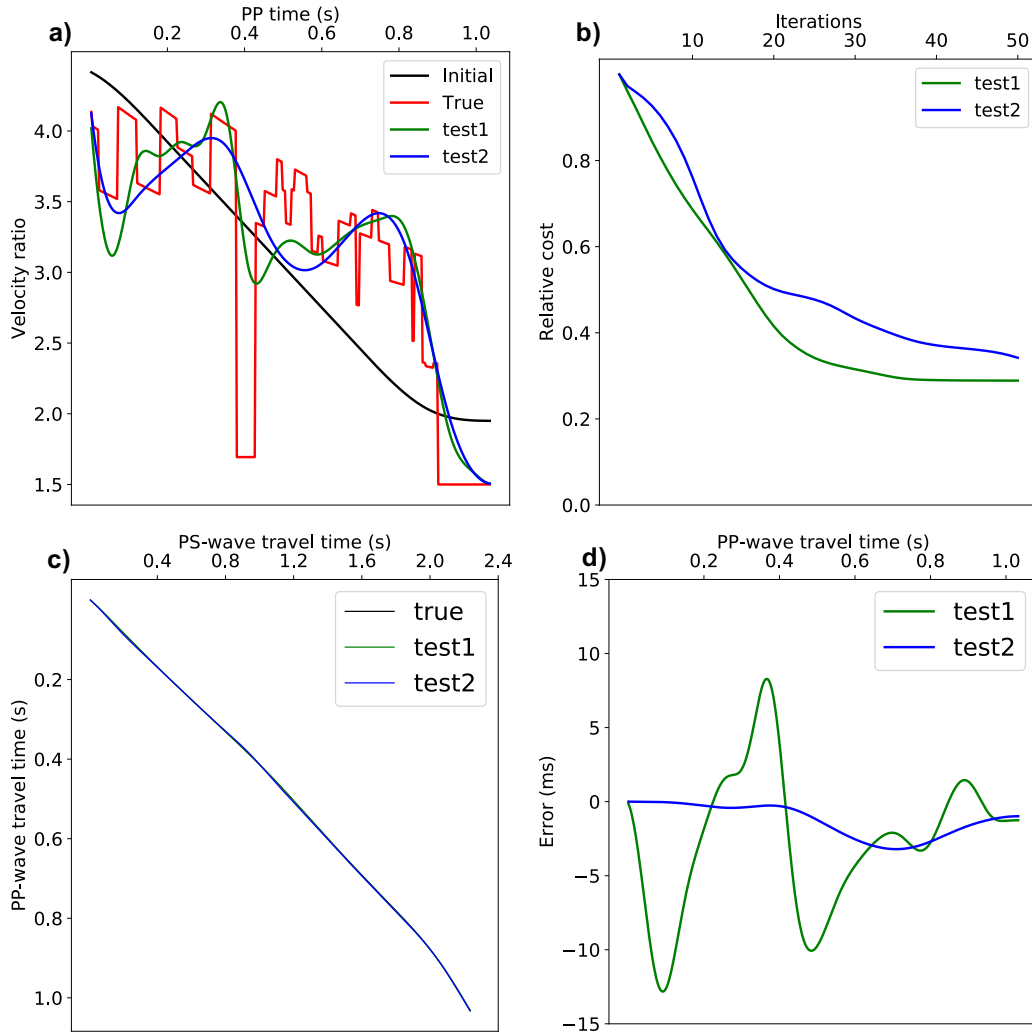 a)
PP time (s)
0.2 0.4 0.6 0.8 1.0
Velocity ratio
4.0
3.5
3.0
2.5
2.0
1.5
Initial
True
test1
test2
b)
Iterations
10 20 30 40 50
Relative cost
0.8
0.6
0.4
0.2
0.0
test1
test2
c)
PS-wave travel time (s)
0.4 0.8 1.2 1.6 2.0 2.4
PP-wave travel time (s)
0.2
0.4
0.6
0.8
1.0
true
test1
test2
d)
PP-wave travel time (s)
0.2 0.4 0.6 0.8 1.0
Error (ms)
15
10
5
0
−5
−10
−15
test1
test2